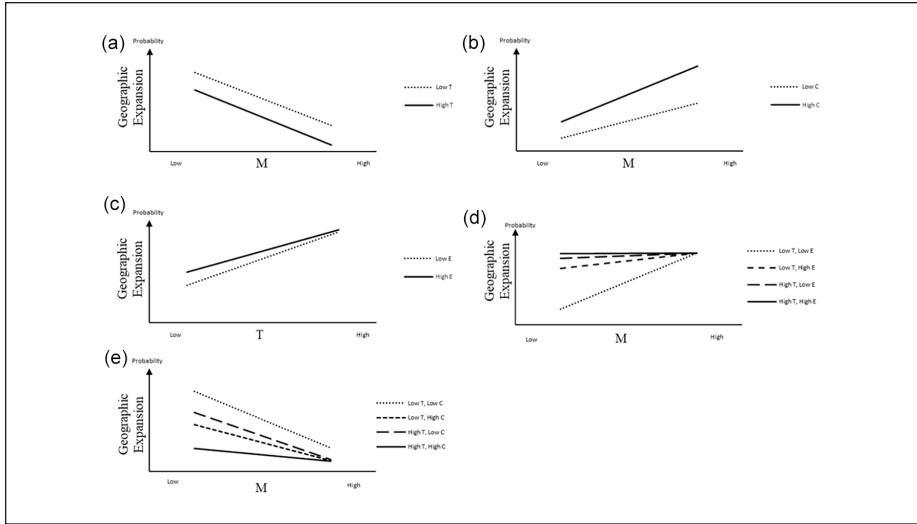 (a)
Probability
Geographic
Expansion
Low T
High T
Low
M
High
(b)
Probability
Geographic
Expansion
Low C
High C
Low
M
High
(c)
Probability
Geographic
Expansion
Low E
High E
Low
T
High
(d)
Probability
Geographic
Expansion
Low T, Low E
Low T, High E
High T, Low E
High T, High E
Low
M
High
(e)
Probability
Geographic
Expansion
Low T, Low C
Low T, High C
High T, Low C
High T, High C
Low
M
High